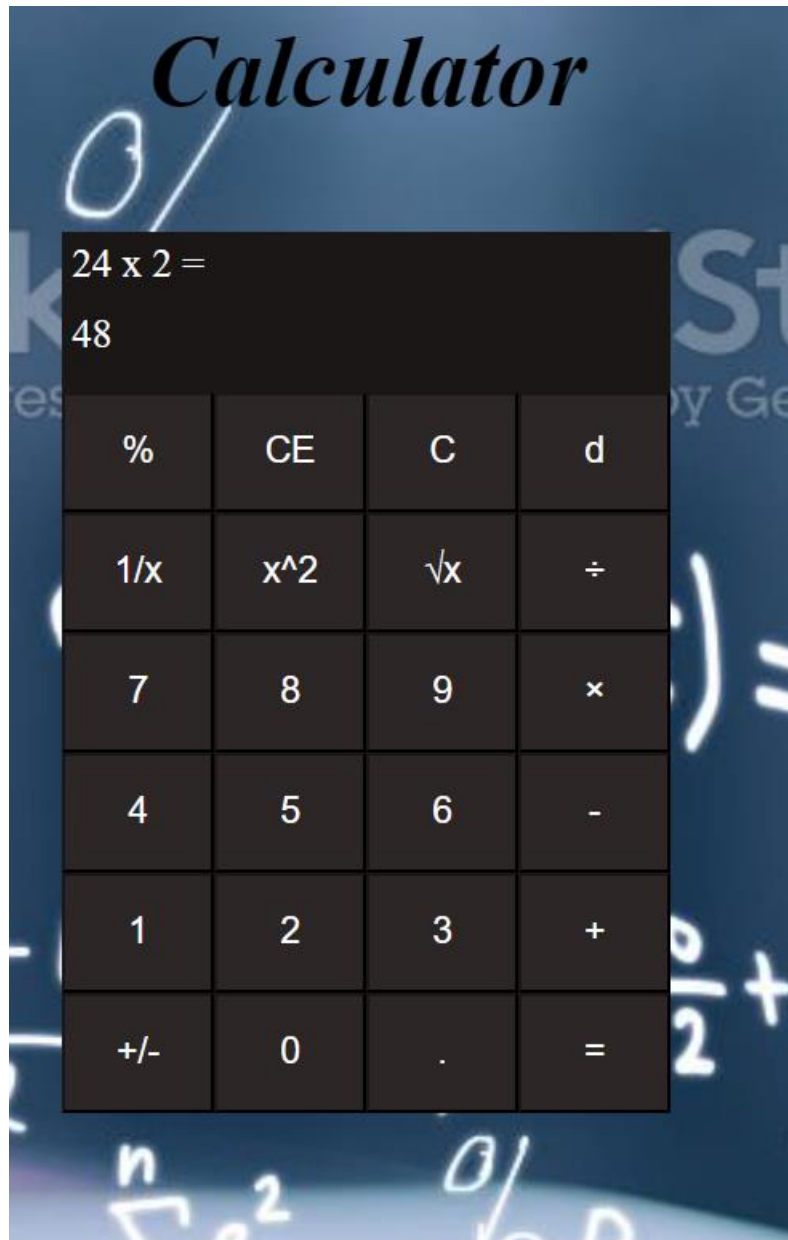 Calculator
24 x 2 =
48
% CE C d
1/x x^2 √x ÷
7 8 9 ×
4 5 6 -
1 2 3 +
+/- 0 . =